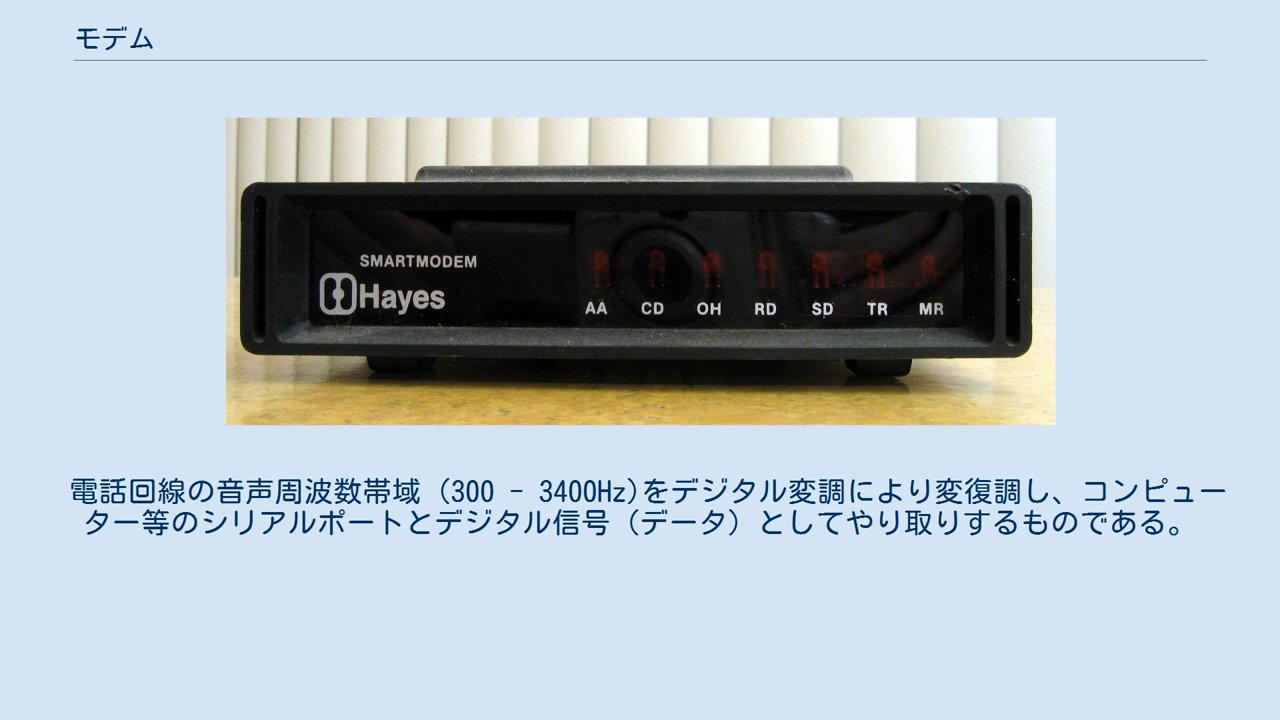 モデム
SMARTMODEM
Hayes
AA CD OH RD SD TR MR
電話回線の音声周波数帯域 (300 - 3400Hz)をデジタル変調により変復調し、コンピュー
ター等のシリアルポートとデジタル信号（データ）としてやり取りするものである。